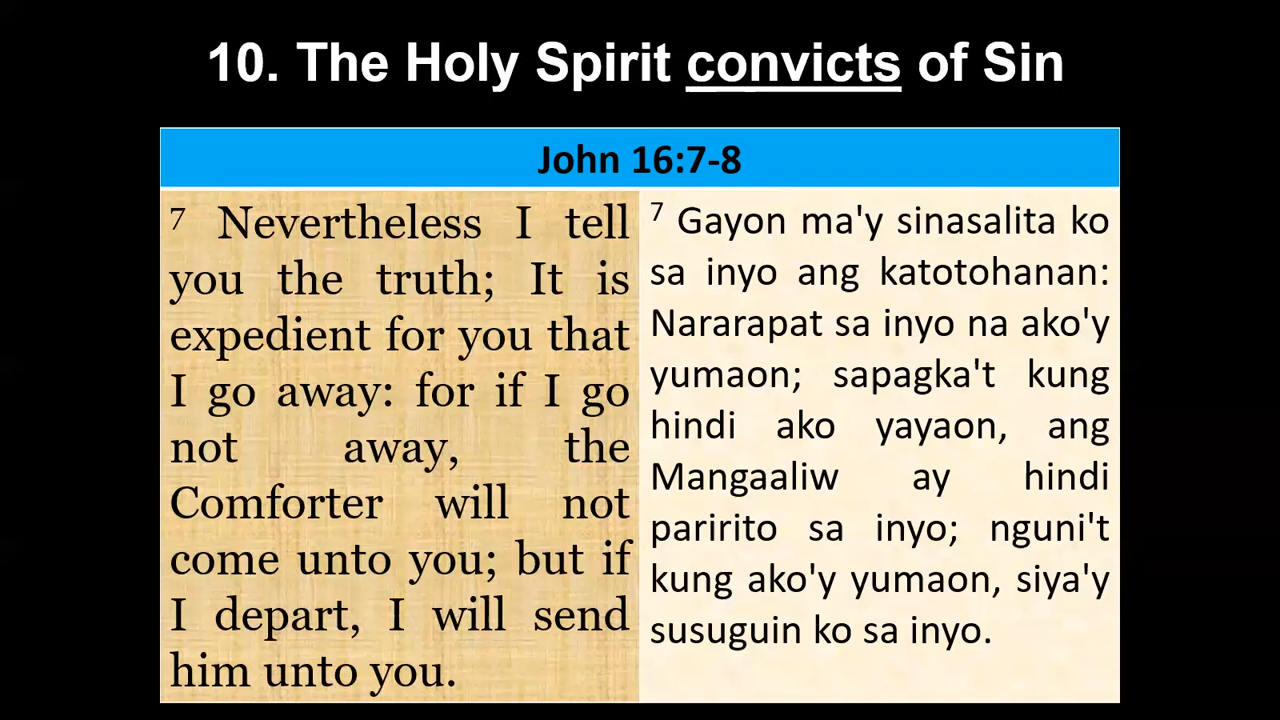 10. The Holy Spirit convicts of Sin
John 16:7-8
7 Nevertheless I tell
you the truth; It is
expedient for you that
I go away: for if I go
not away, the
Comforter will not
come unto you; but if
I depart, I will send
him unto you.
7 Gayon ma'y sinasalita ko
sa inyo ang katotohanan:
Nararapat sa inyo na ako'y
yumaon; sapagka't kung
hindi ako yayaon, ang
Mangaaliw ay hindi
paririto sa inyo; nguni't
kung ako'y yumaon, siya'y
susuguin ko sa inyo.